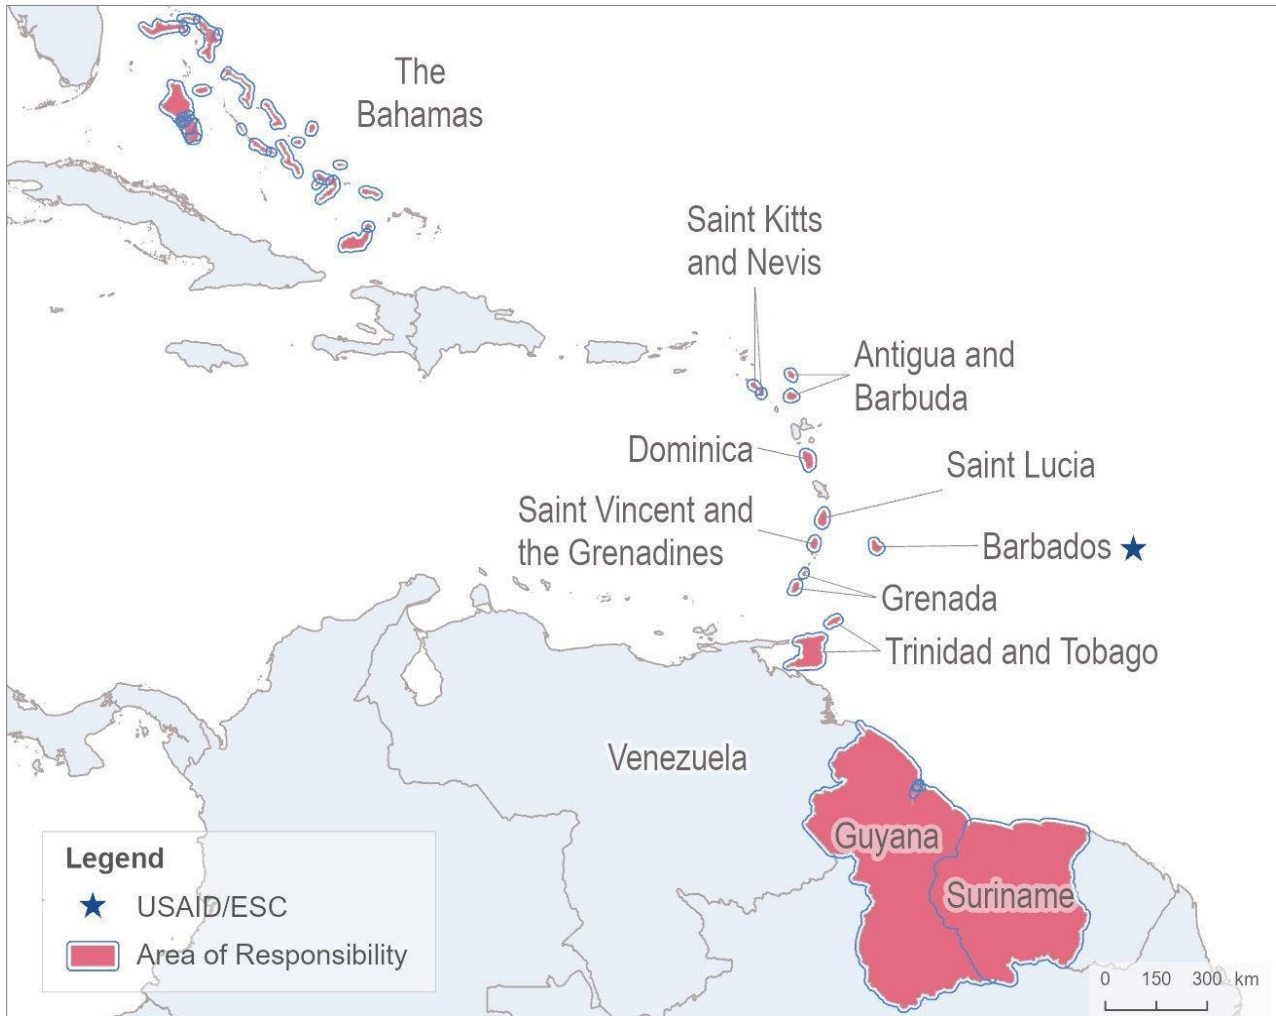 The
Bahamas
Saint Kitts
and Nevis
Antigua and
Barbuda
Dominica
Saint Lucia
Saint Vincent and
the Grenadines
Barbados
Grenada
Trinidad and Tobago
Venezuela
Guyana
Suriname
Legend
USAID/ESC
Area of Responsibility
0 150 300 km